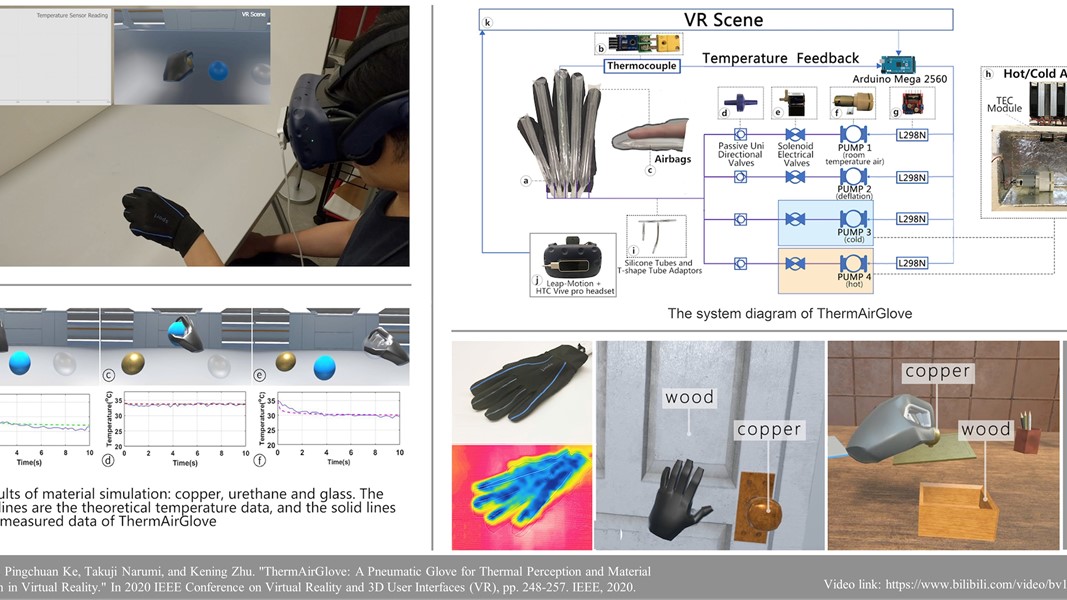 Temperature Sensor Reading
VR Scene
k
VR Scene
b
Thermocouple
Temperature Feedback
Arduino Mega 2560
h
Hot/Cold A
TEC
Module
d
e
f
g
Passive Uni
Directional
Valves
Solenoid
Electrical
Valves
PUMP 1
(room
temperature air)
L298N
PUMP 2
(deflation)
L298N
PUMP 3
(cold)
L298N
PUMP 4
(hot)
L298N
Airbags
a
c
i
Silicone Tubes and
T-shape Tube Adaptors
j
Leap-Motion +
HTC Vive pro headset
The system diagram of ThermAirGlove
c
e
4 6 8 10
Time(s)
d
Temperature(°C)
35
30
25
20
0 2 4 6 8 10
Time(s)
f
Temperature(°C)
35
30
25
20
0 2 4 6 8 10
Time(s)
ults of material simulation: copper, urethane and glass. The
lines are the theoretical temperature data, and the solid lines
measured data of ThermAirGlove
wood
copper
copper
wood
Pingchuan Ke, Takuji Narumi, and Kening Zhu. "ThermAirGlove: A Pneumatic Glove for Thermal Perception and Material
n in Virtual Reality." In 2020 IEEE Conference on Virtual Reality and 3D User Interfaces (VR), pp. 248-257. IEEE, 2020.
Video link: https://www.bilibili.com/video/bv1